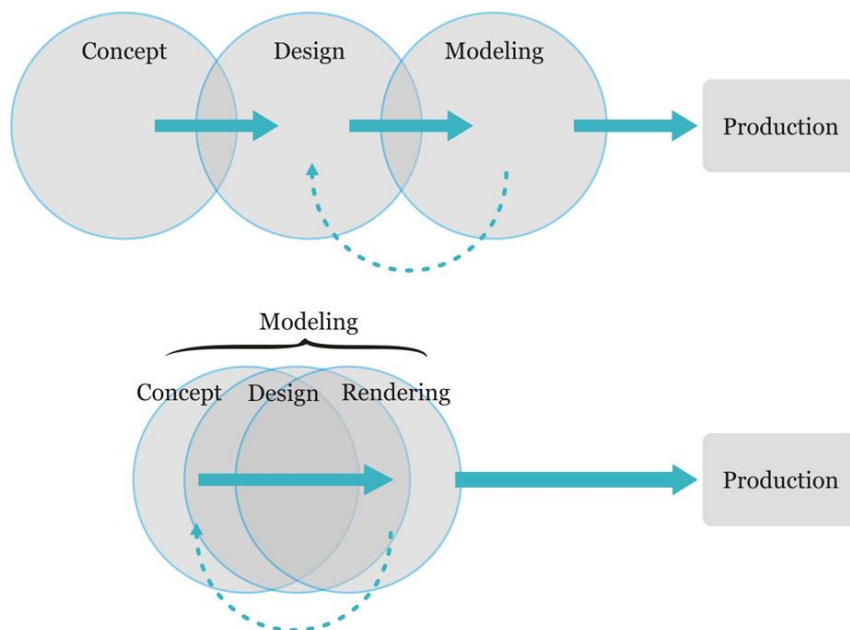 Concept
Design
Modeling
Production
Modeling
Concept
Design
Rendering
Production